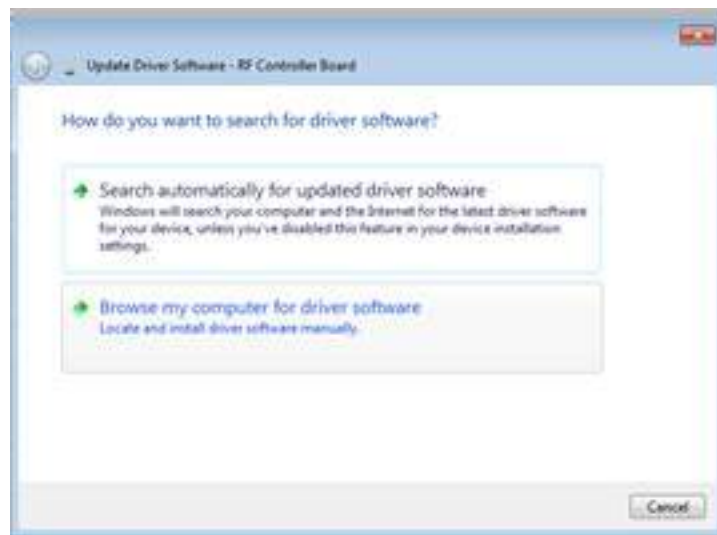 Update Driver Software - RF Controller Board
How do you want to search for driver software?
Search automatically for updated driver software
Windows will search your computer and the Internet for the latest driver software
for your device, unless you've disabled this feature in your device installation
settings.
Browse my computer for driver software
Locate and install driver software manually.
Cancel